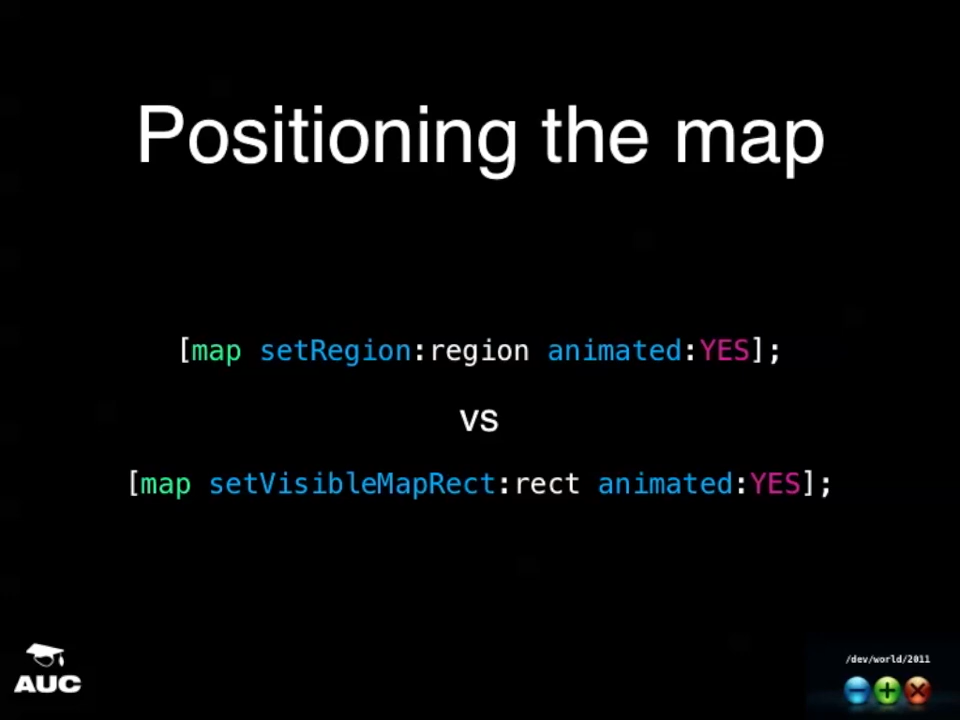 Positioning the map
[map setRegion:region animated:YES];
vs
[map setVisibleMapRect:rect animated:YES];
AUC
/dev/world/2011